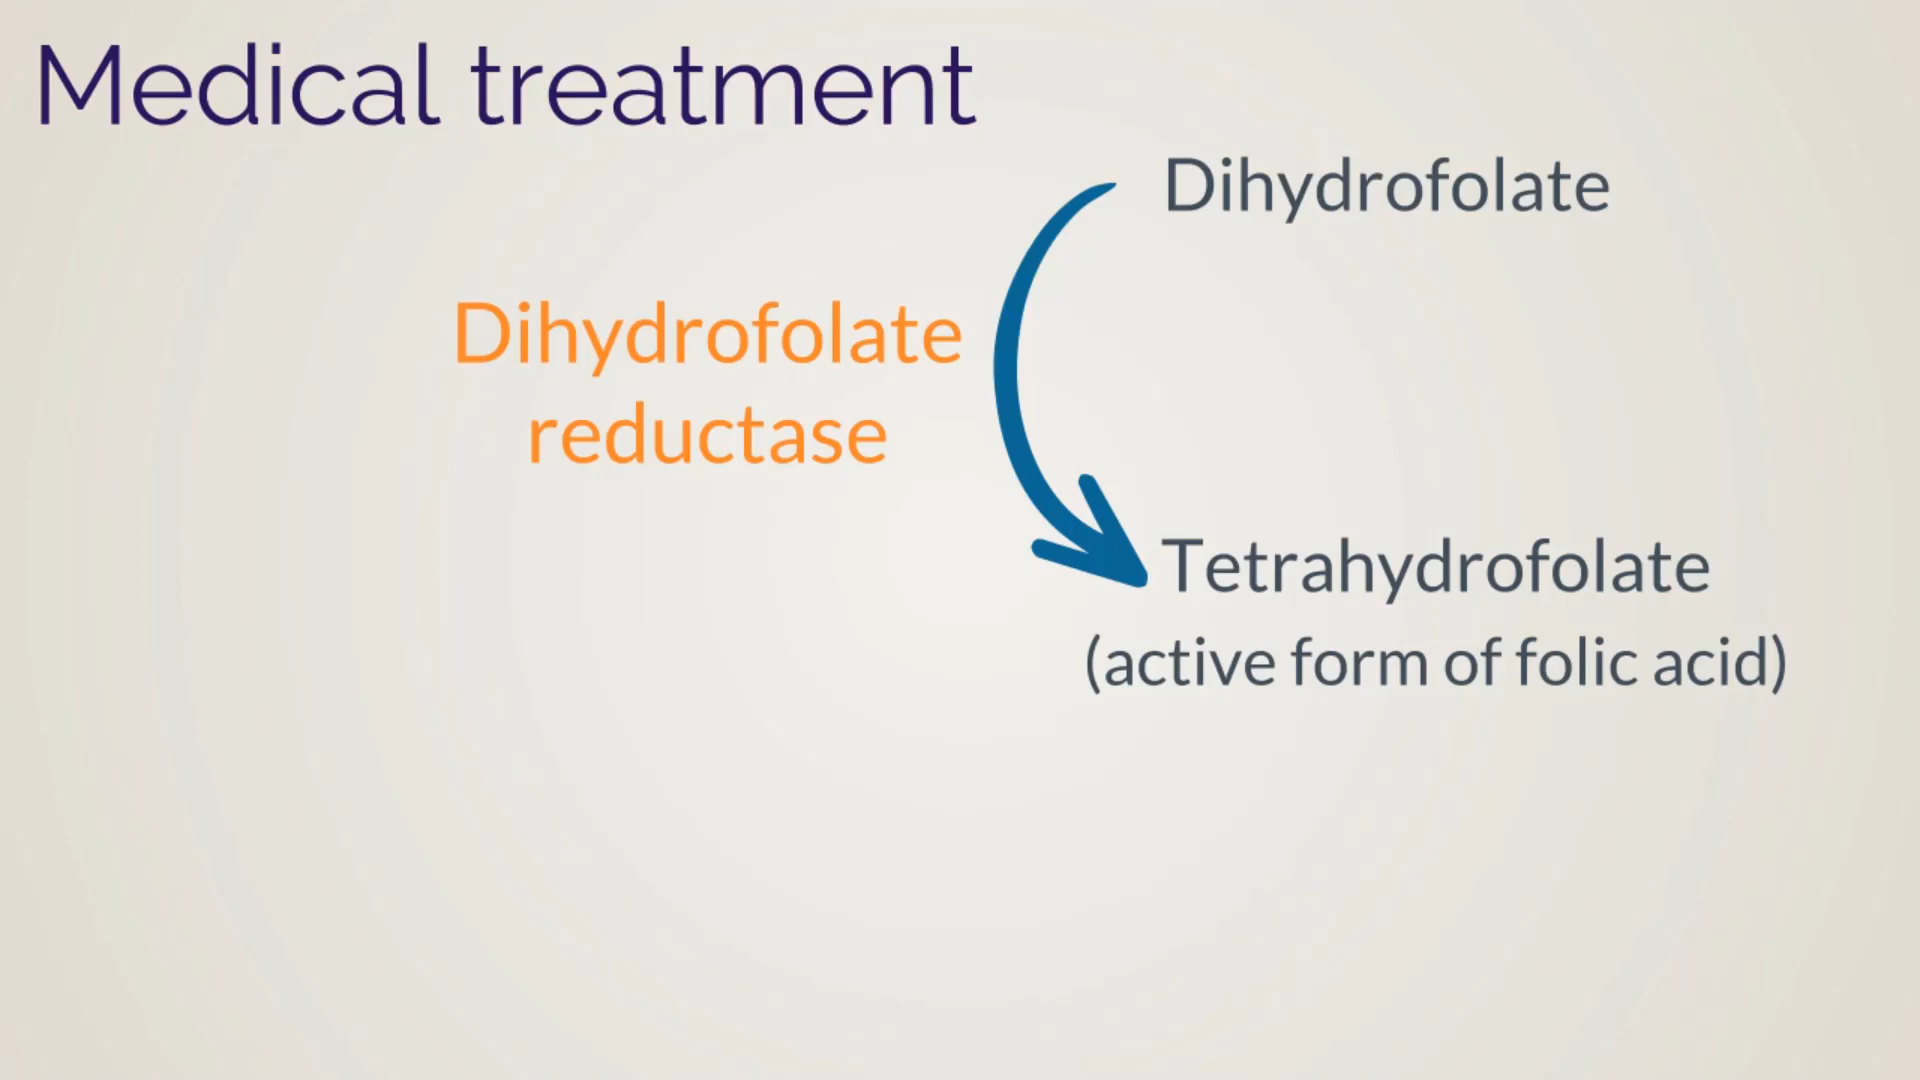 Medical treatment
Dihydrofolate
Dihydrofolate
reductase
Tetrahydrofolate
(active form of folic acid)